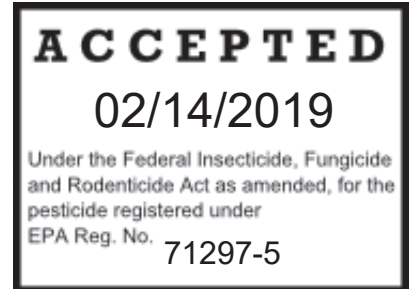 ACCEPTED
02/14/2019
Under the Federal Insecticide, Fungicide
and Rodenticide Act as amended, for the
pesticide registered under
EPA Reg. No. 71297-5